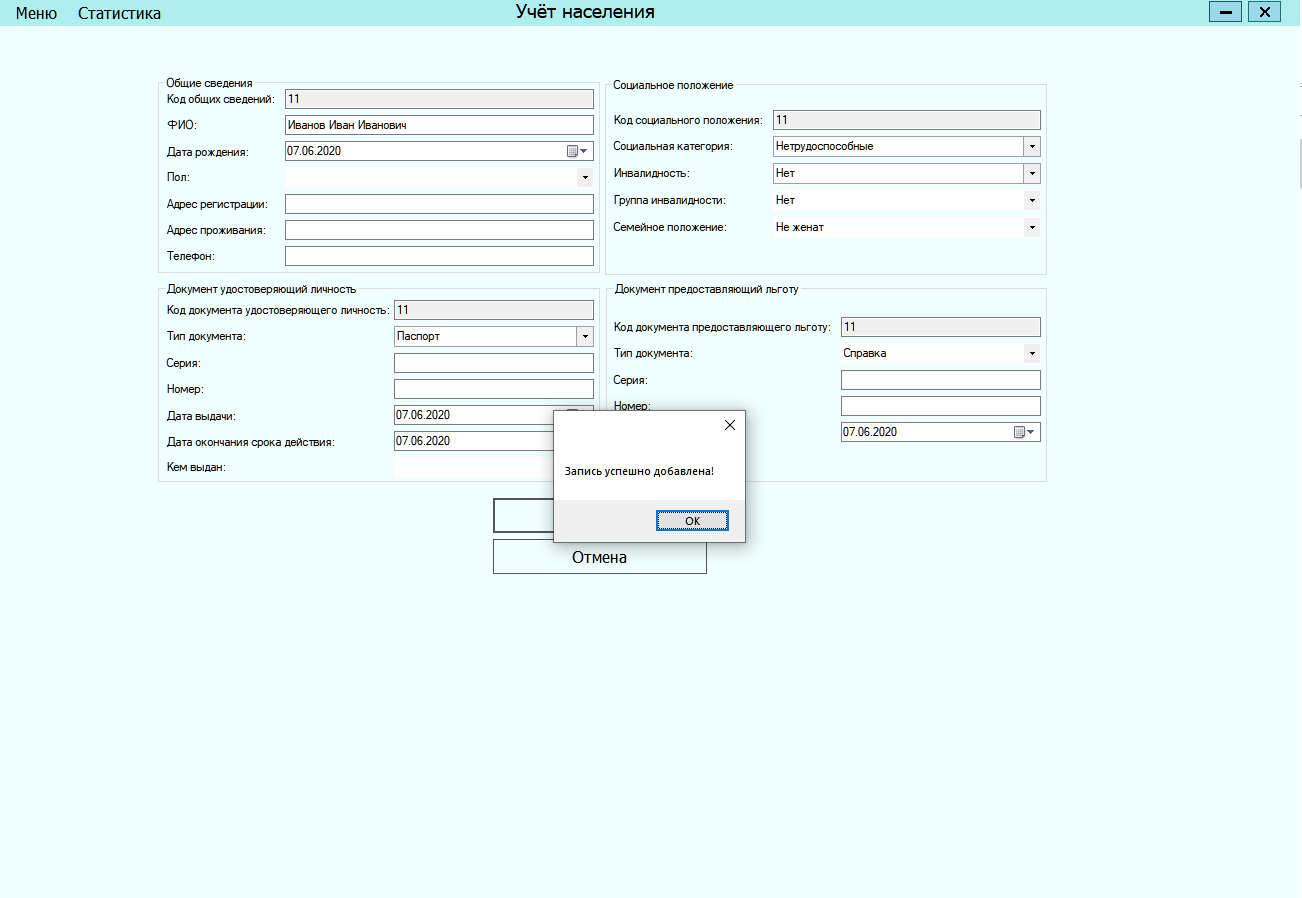 Меню Статистика Учёт населения
Общие сведения
Код общих сведений: 11
ФИО: Иванов Иван Иванович
Дата рождения: 07.06.2020
Пол:
Адрес регистрации:
Адрес проживания:
Телефон:
Социальное положение
Код социального положения: 11
Социальная категория: Нетрудоспособные
Инвалидность: Нет
Группа инвалидности: Нет
Семейное положение: Не женат
Документ удостоверяющий личность
Код документа удостоверяющего личность: 11
Тип документа: Паспорт
Серия:
Номер:
Дата выдачи: 07.06.2020
Дата окончания срока действия: 07.06.2020
Кем выдан:
Документ предоставляющий льготу
Код документа предоставляющего льготу: 11
Тип документа: Справка
Серия:
Номер:
07.06.2020
Запись успешно добавлена!
OK
Отмена